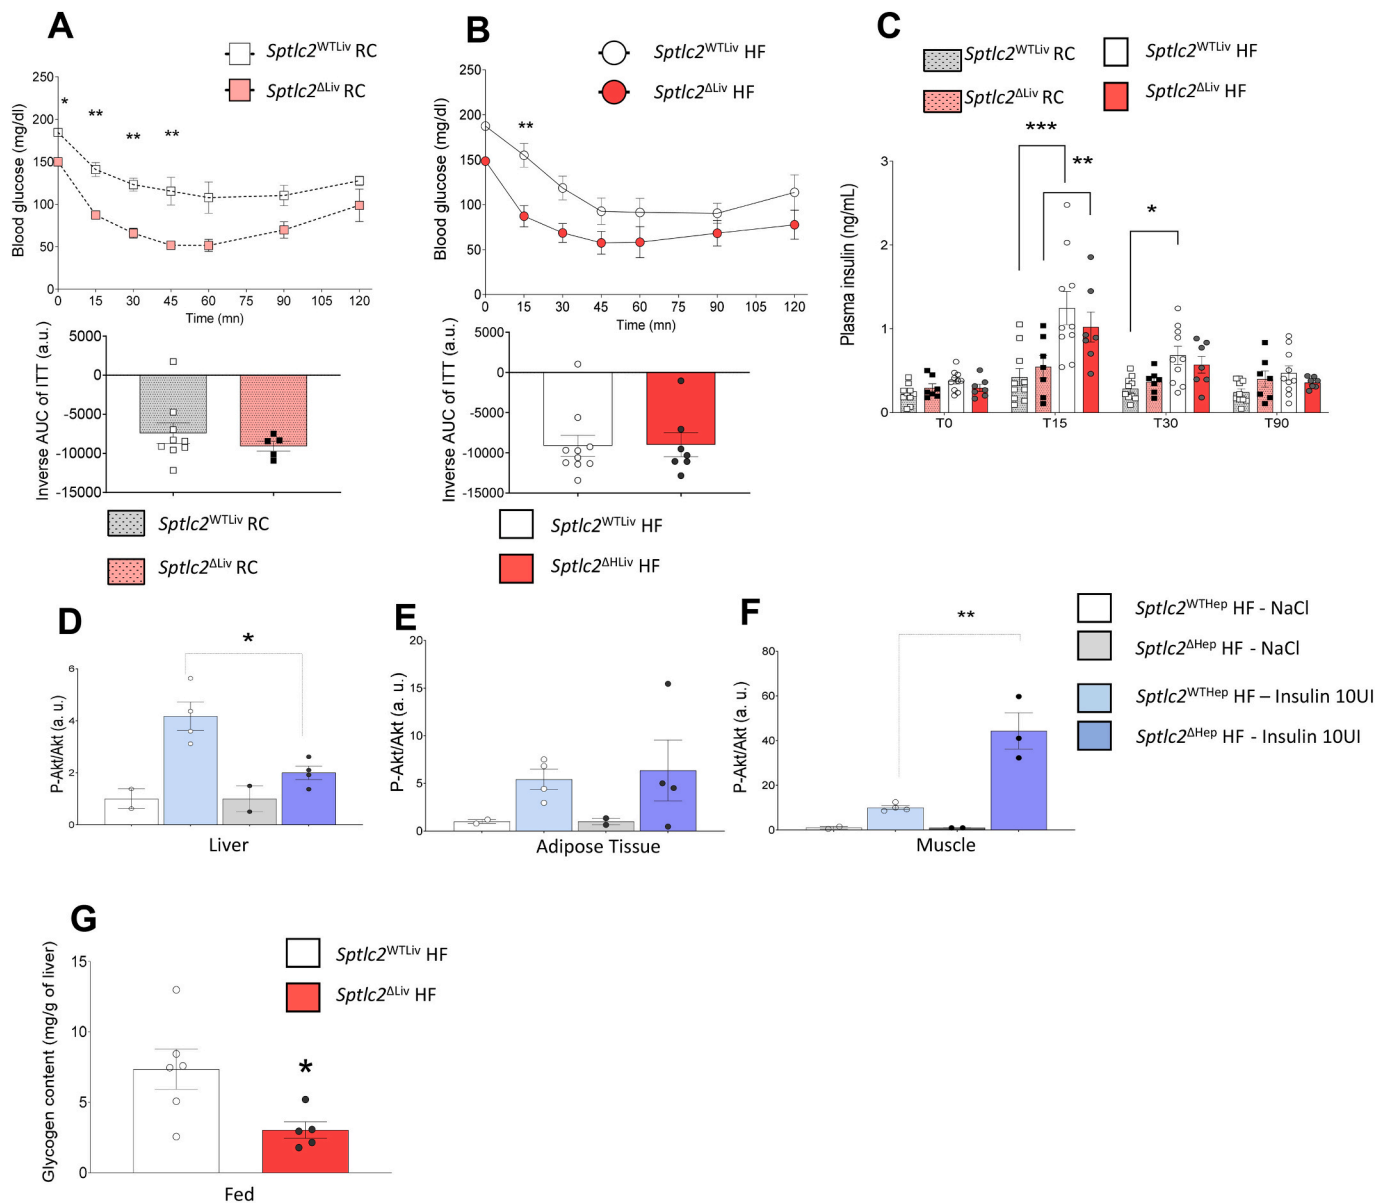 A
Sptlc2WTLiv RC
Sptlc2ΔLiv RC
Blood glucose (mg/dl)
250
200
150
100
50
0
*
**
**
**
0 15 30 45 60 75 90 105 120
Time (mn)
Inverse AUC of ITT (a.u.)
5000
0
-5000
-10000
-15000
Sptlc2WTLiv RC
Sptlc2ΔLiv RC
B
Sptlc2WTLiv HF
Sptlc2ΔLiv HF
Blood glucose (mg/dl)
250
200
150
100
50
0
**
0 15 30 45 60 75 90 105 120
Time (mn)
Inverse AUC of ITT (a.u.)
5000
0
-5000
-10000
-15000
Sptlc2WTLiv HF
Sptlc2ΔHLiv HF
C
Sptlc2WTLiv RC
Sptlc2WTLiv HF
Sptlc2ΔLiv RC
Sptlc2ΔLiv HF
Plasma insulin (ng/mL)
3
2
1
0
***
**
*
T0 T15 T30 T90
D
P-Akt/Akt (a. u.)
6
4
2
0
*
Liver
E
P-Akt/Akt (a. u.)
20
15
10
5
0
Adipose Tissue
F
P-Akt/Akt (a. u.)
80
60
40
20
0
**
Muscle
Sptlc2WTHep HF - NaCl
Sptlc2ΔHep HF - NaCl
Sptlc2WTHep HF – Insulin 10UI
Sptlc2ΔHep HF - Insulin 10UI
G
Sptlc2WTLiv HF
Sptlc2ΔLiv HF
Glycogen content (mg/g of liver)
15
10
5
0
*
Fed